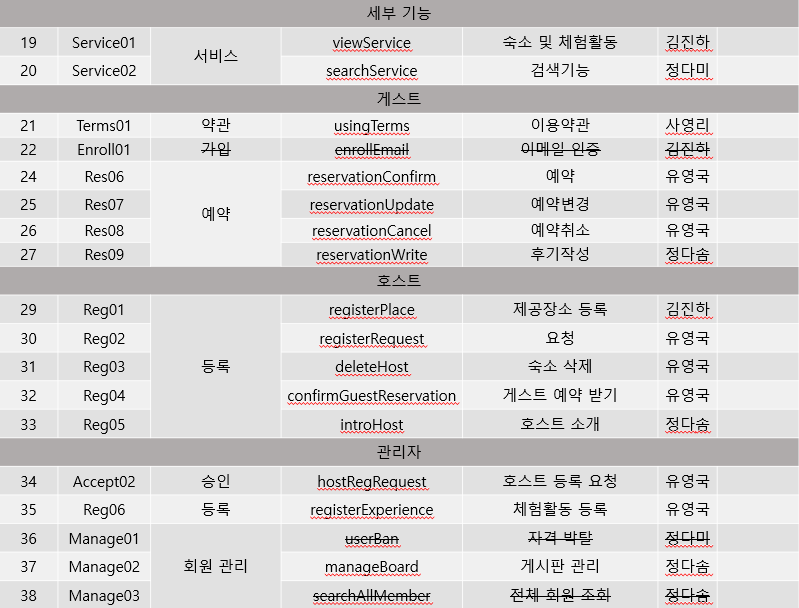 세부 기능
19 Service01 서비스 viewService 숙소 및 체험활동 김진하
20 Service02 searchService 검색기능 정다미
게스트
21 Terms01 약관 usingTerms 이용약관 사영리
22 Enroll01 가입 enrollEmail 이메일 인증 김진하
24 Res06 예약 reservationConfirm 예약 유영국
25 Res07 reservationUpdate 예약변경 유영국
26 Res08 reservationCancel 예약취소 유영국
27 Res09 reservationWrite 후기작성 정다솜
호스트
29 Reg01 등록 registerPlace 제공장소 등록 김진하
30 Reg02 registerRequest 요청 유영국
31 Reg03 deleteHost 숙소 삭제 유영국
32 Reg04 confirmGuestReservation 게스트 예약 받기 유영국
33 Reg05 introHost 호스트 소개 정다솜
관리자
34 Accept02 승인 hostRegRequest 호스트 등록 요청 유영국
35 Reg06 등록 registerExperience 체험활동 등록 유영국
36 Manage01 회원 관리 userBan 자격 박탈 정다미
37 Manage02 manageBoard 게시판 관리 정다솜
38 Manage03 searchAllMember 전체 회원 조회 정다솜